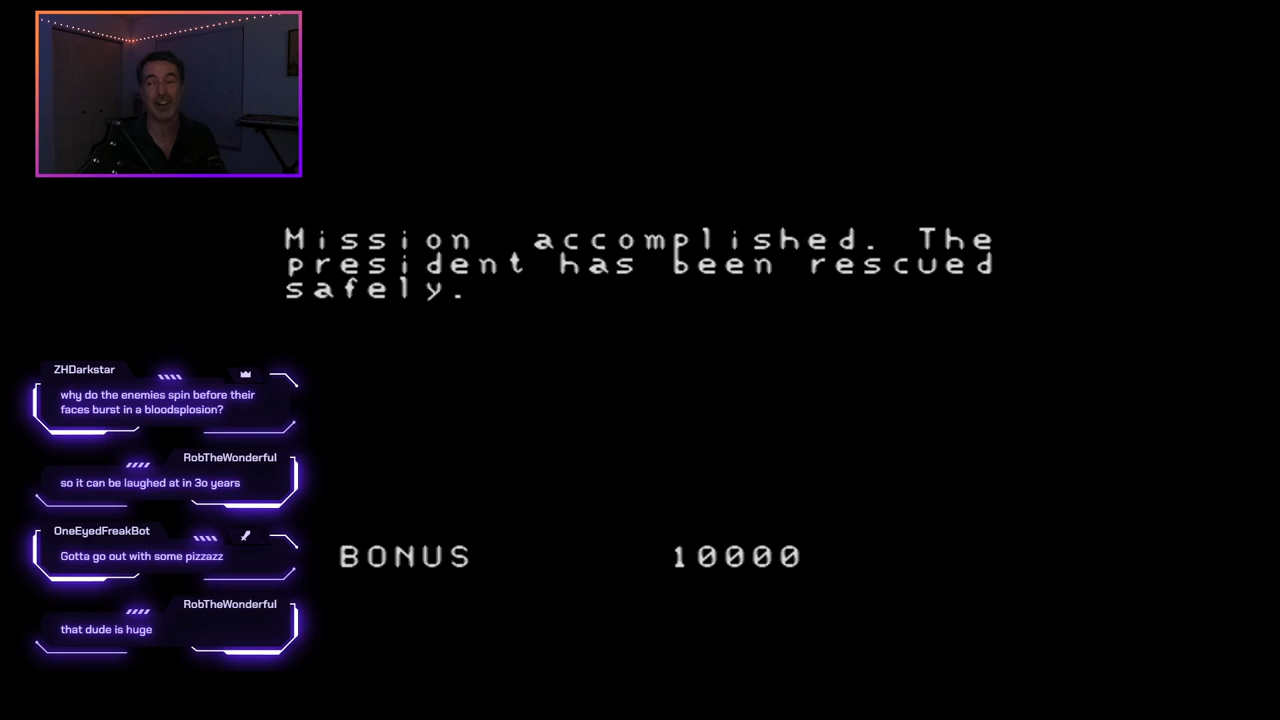 Mission accomplished. The
president has been rescued
safely.
ZHDarkstar
why do the enemies spin before their
faces burst in a bloodsplosion?
RobTheWonderful
so it can be laughed at in 3o years
OneEyedFreakBot
Gotta go out with some pizzazz
BONUS 10000
RobTheWonderful
that dude is huge